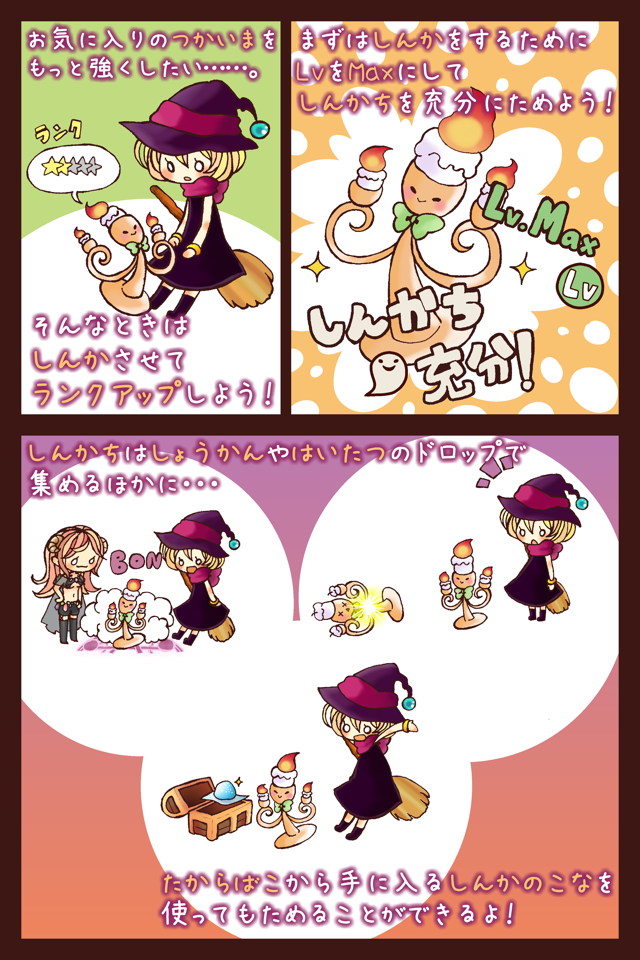 お気に入りのつかいまを
もっと強くしたい……。
ランク
そんなときは
しんかさせて
ランクアップしよう!
まずはしんかをするために
LvをMaxにして
しんかちを充分にためよう!
Lv.Max
Lv
しんかち
充分!
しんかちはしょうかんやはいたつのドロップで
集めるほかに・・・
BON
たからばこから手に入るしんかのこなを
使ってもためることができるよ!